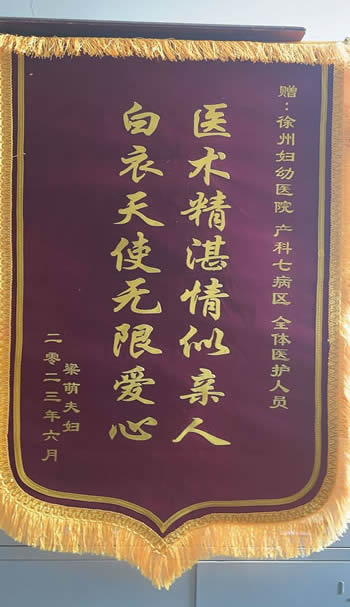 赠：徐州妇幼医院 产科七病区 全体医护人员
医术精湛情似亲人
白衣天使无限爱心
梁萌夫妇
二零二三年六月